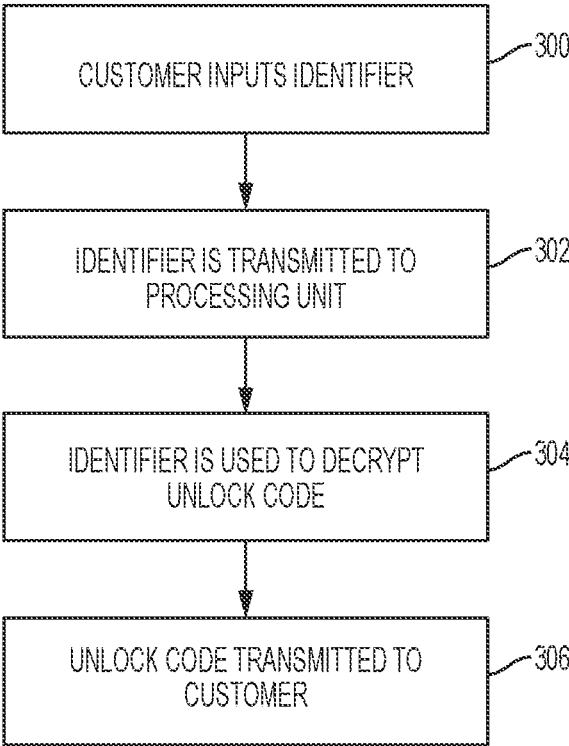 CUSTOMER INPUTS IDENTIFIER
300
IDENTIFIER IS TRANSMITTED TO
PROCESSING UNIT
302
IDENTIFIER IS USED TO DECRYPT
UNLOCK CODE
304
UNLOCK CODE TRANSMITTED TO
CUSTOMER
306